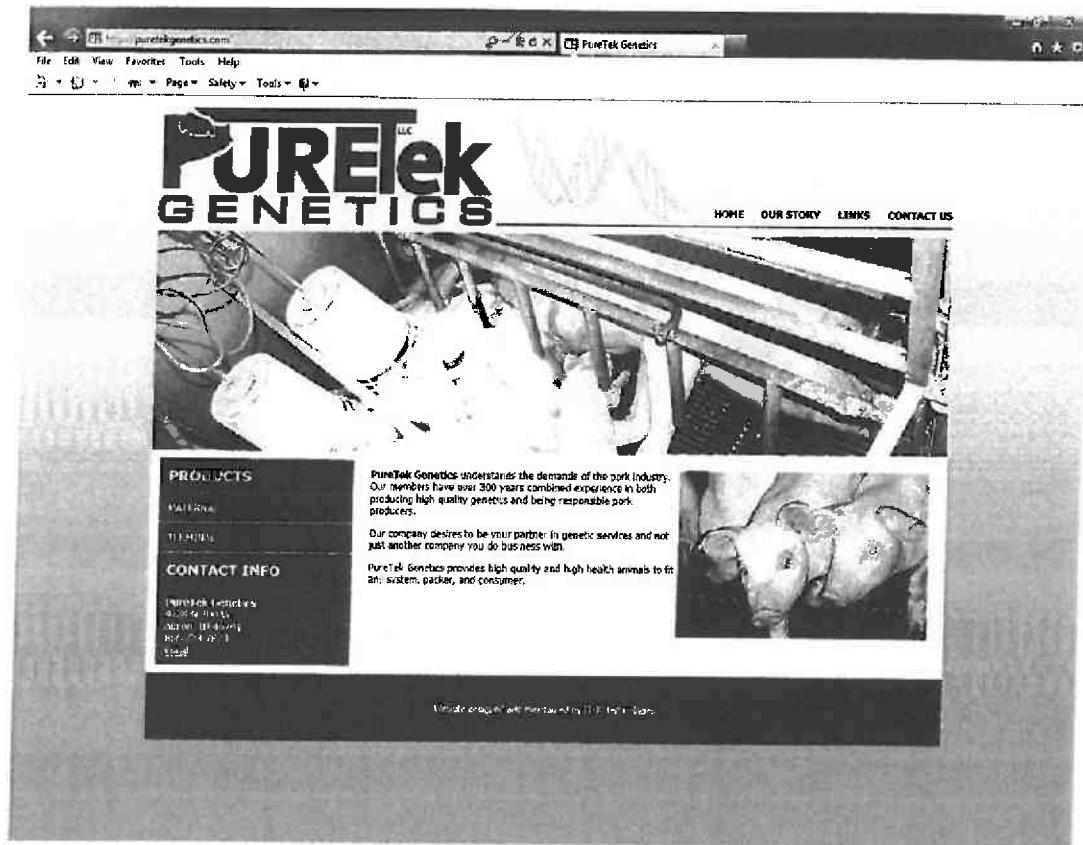 puretekgenetics.com
PureTek Genetics
File Edit View Favorites Tools Help
Page Safety Tools
PURETek LLC
GENETICS
HOME OUR STORY LINKS CONTACT US
PRODUCTS
CONTACT INFO
PureTek Genetics
Email
PureTek Genetics understands the demands of the pork industry.
Our members have over 300 years combined experience in both
producing high quality genetics and being responsible pork
producers.
Our company desires to be your partner in genetic services and not
just another company you do business with.
PureTek Genetics provides high quality and high health animals to fit
any system, packer, and consumer.